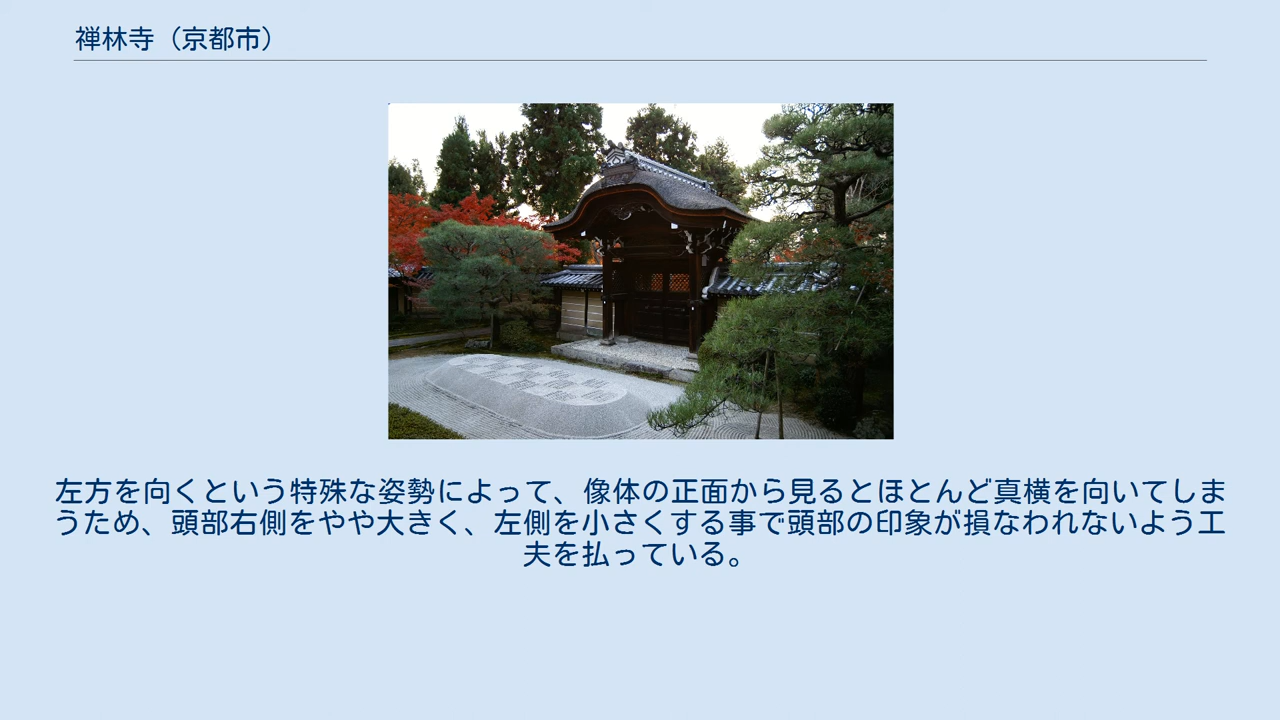 禅林寺（京都市）
左方を向くという特殊な姿勢によって、像体の正面から見るとほとんど真横を向いてしま
うため、頭部右側をやや大きく、左側を小さくする事で頭部の印象が損なわれないよう工
夫を払っている。